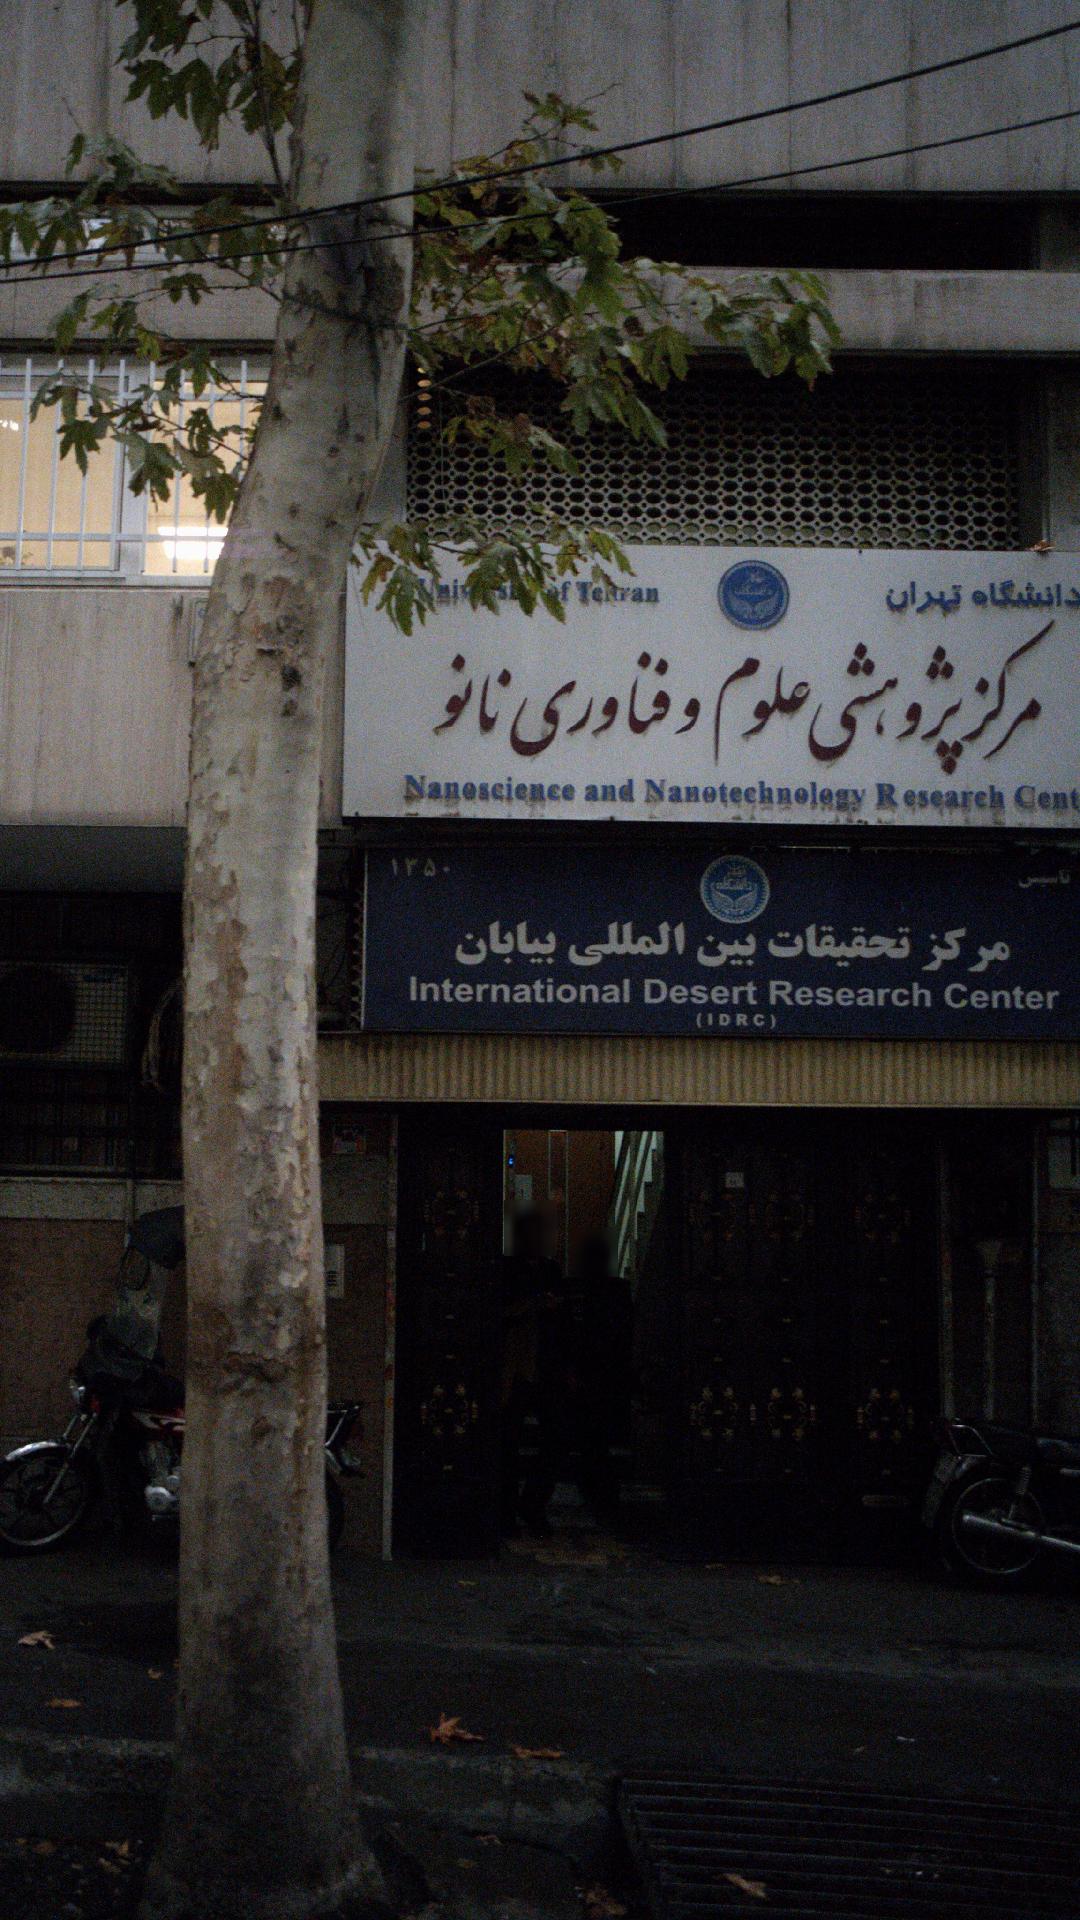 University of Tehran
دانشگاه تهران
مرکز پژوهشی علوم و فناوری نانو
Nanoscience and Nanotechnology Research Cent
تاسیس
۱۳۵۰
مرکز تحقیقات بین المللی بیابان
International Desert Research Center
(IDRC)